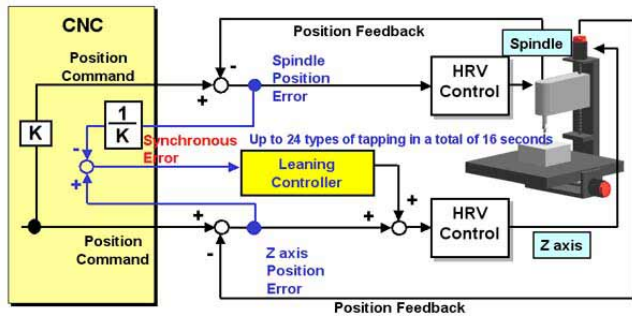 CNC
Position Feedback
Spindle
Position
Command
Spindle
Position
Error
HRV
Control
-
+
K
1
K
Synchronous
Error
Up to 24 types of tapping in a total of 16 seconds
-
+
Leaning
Controller
+
+
+
-
Position
Command
Z axis
Position
Error
HRV
Control
Z axis
Position Feedback